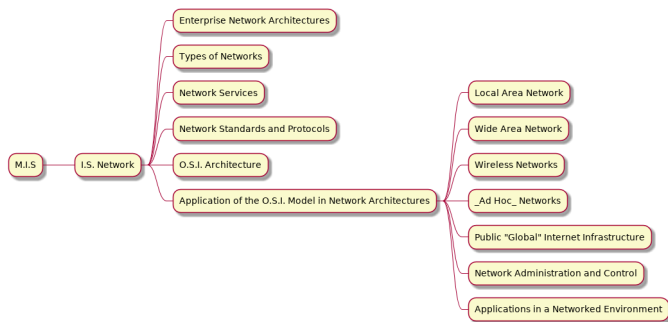 M.I.S
I.S. Network
Enterprise Network Architectures
Types of Networks
Network Services
Network Standards and Protocols
O.S.I. Architecture
Application of the O.S.I. Model in Network Architectures
Local Area Network
Wide Area Network
Wireless Networks
_Ad Hoc_ Networks
Public "Global" Internet Infrastructure
Network Administration and Control
Applications in a Networked Environment